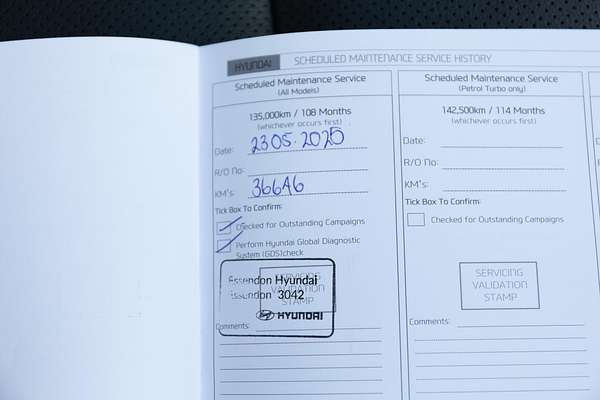 HYUNDAI SCHEDULED MAINTENANCE SERVICE HISTORY
Scheduled Maintenance Service
(All Models)
135,000km / 108 Months
(whichever occurs first)
Date: 23 05. 2025
R/O No:
KM's: 36646
Tick Box To Confirm:
Checked for Outstanding Campaigns
Perform Hyundai Global Diagnostic
System (GDS)check
SERVICING
VALIDATION
STAMP
Essendon Hyundai
Essendon 3042
HYUNDAI
Comments:
Scheduled Maintenance Service
(Petrol Turbo only)
142,500km / 114 Months
(whichever occurs first)
Date:
R/O No:
KM's:
Tick Box To Confirm:
Checked for Outstanding Campaigns
SERVICING
VALIDATION
STAMP
Comments: